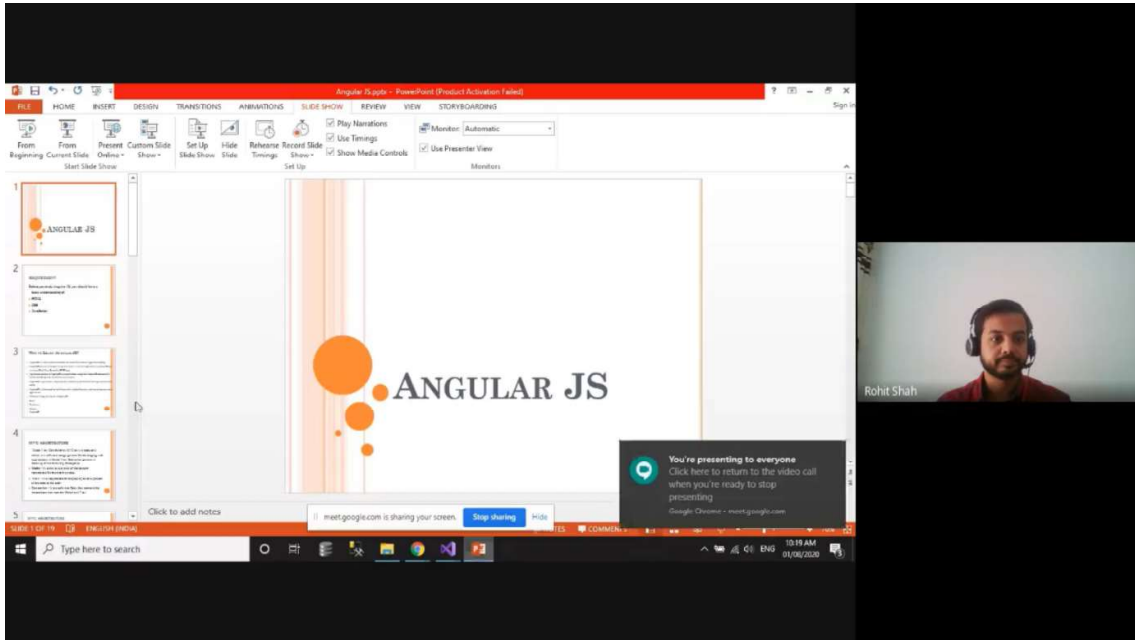 Angular JS.pptx - PowerPoint (Product Activation Failed)
FILE HOME INSERT DESIGN TRANSITIONS ANIMATIONS SLIDE SHOW REVIEW VIEW STORYBOARDING Sign in
From Beginning
From Current Slide
Present Online
Custom Slide Show
Start Slide Show
Set Up Slide Show
Hide Slide
Rehearse Timings
Record Slide Show
Play Narrations
Use Timings
Show Media Controls
Set Up
Monitor: Automatic
Use Presenter View
Monitors
1
ANGULAR JS
2
3
4
5
ANGULAR JS
Rohit Shah
You're presenting to everyone
Click here to return to the video call
when you're ready to stop
presenting
Google Chrome - meet.google.com
Click to add notes
meet.google.com is sharing your screen. Stop sharing Hide
SLIDE 1 OF 19 ENGLISH (INDIA) COMMENTS
Type here to search
ENG
10:19 AM
01/08/2020